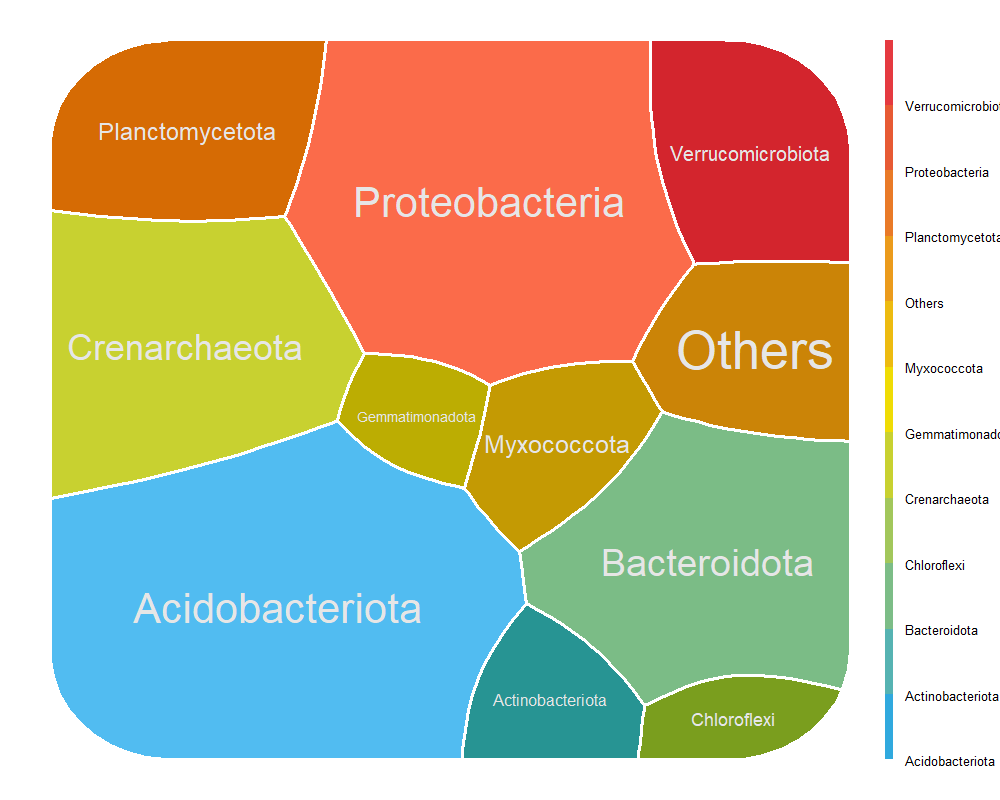 Planctomycetota
Proteobacteria
Verrucomicrobiota
Crenarchaeota
Others
Gemmatimonadota
Myxococcota
Bacteroidota
Acidobacteriota
Actinobacteriota
Chloroflexi
Verrucomicrobiot
Proteobacteria
Planctomycetota
Others
Myxococcota
Gemmatimonado
Crenarchaeota
Chloroflexi
Bacteroidota
Actinobacteriota
Acidobacteriota